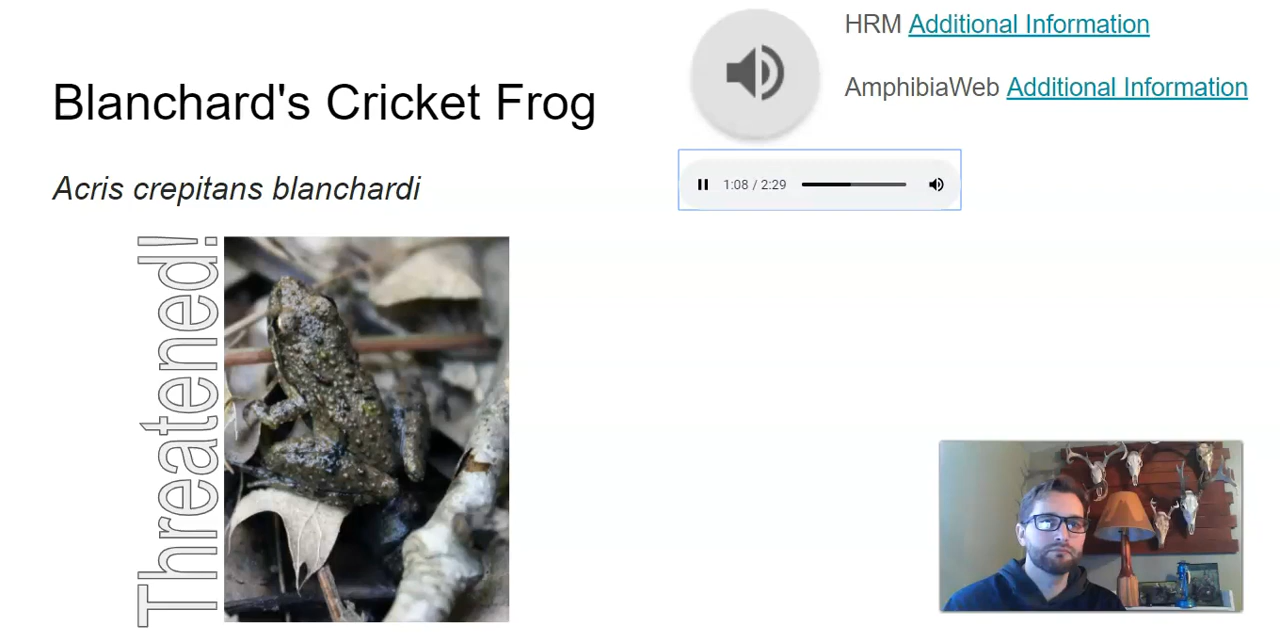 HRM Additional Information
AmphibiaWeb Additional Information
Blanchard's Cricket Frog
Acris crepitans blanchardi
1:08 / 2:29
Threatened!